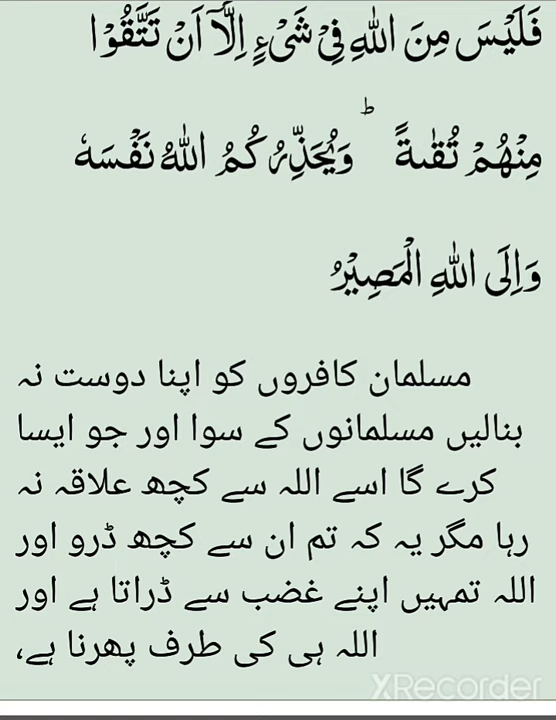 فَلَيْسَ مِنَ اللّٰهِ فِیْ شَیْءٍ اِلَّاۤ اَنْ تَتَّقُوْا
مِنْهُمْ تُقٰىةً ؕ وَیُحَذِّرُكُمُ اللّٰهُ نَفْسَهٗ
وَاِلَی اللّٰهِ الْمَصِیْرُ
مسلمان کافروں کو اپنا دوست نہ
بنالیں مسلمانوں کے سوا اور جو ایسا
کرے گا اسے اللہ سے کچھ علاقہ نہ
رہا مگر یہ کہ تم ان سے کچھ ڈرو اور
اللہ تمہیں اپنے غضب سے ڈراتا ہے اور
اللہ ہی کی طرف پھرنا ہے،
XRecorder